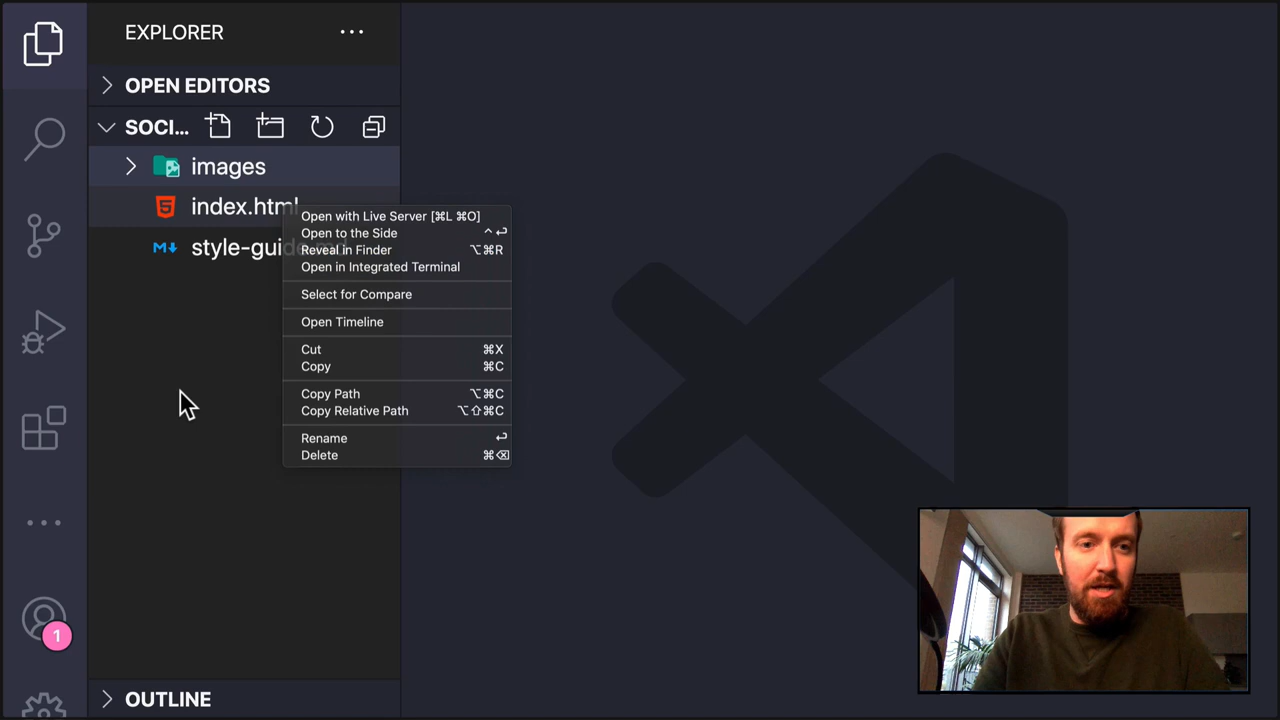 EXPLORER
OPEN EDITORS
SOCI...
images
index.html
style-guide.md
Open with Live Server [⌘L ⌘O]
Open to the Side ^ ↩
Reveal in Finder ⌥⌘R
Open in Integrated Terminal
Select for Compare
Open Timeline
Cut ⌘X
Copy ⌘C
Copy Path ⌥⌘C
Copy Relative Path ⌥⇧⌘C
Rename ↩
Delete ⌘⌫
1
OUTLINE